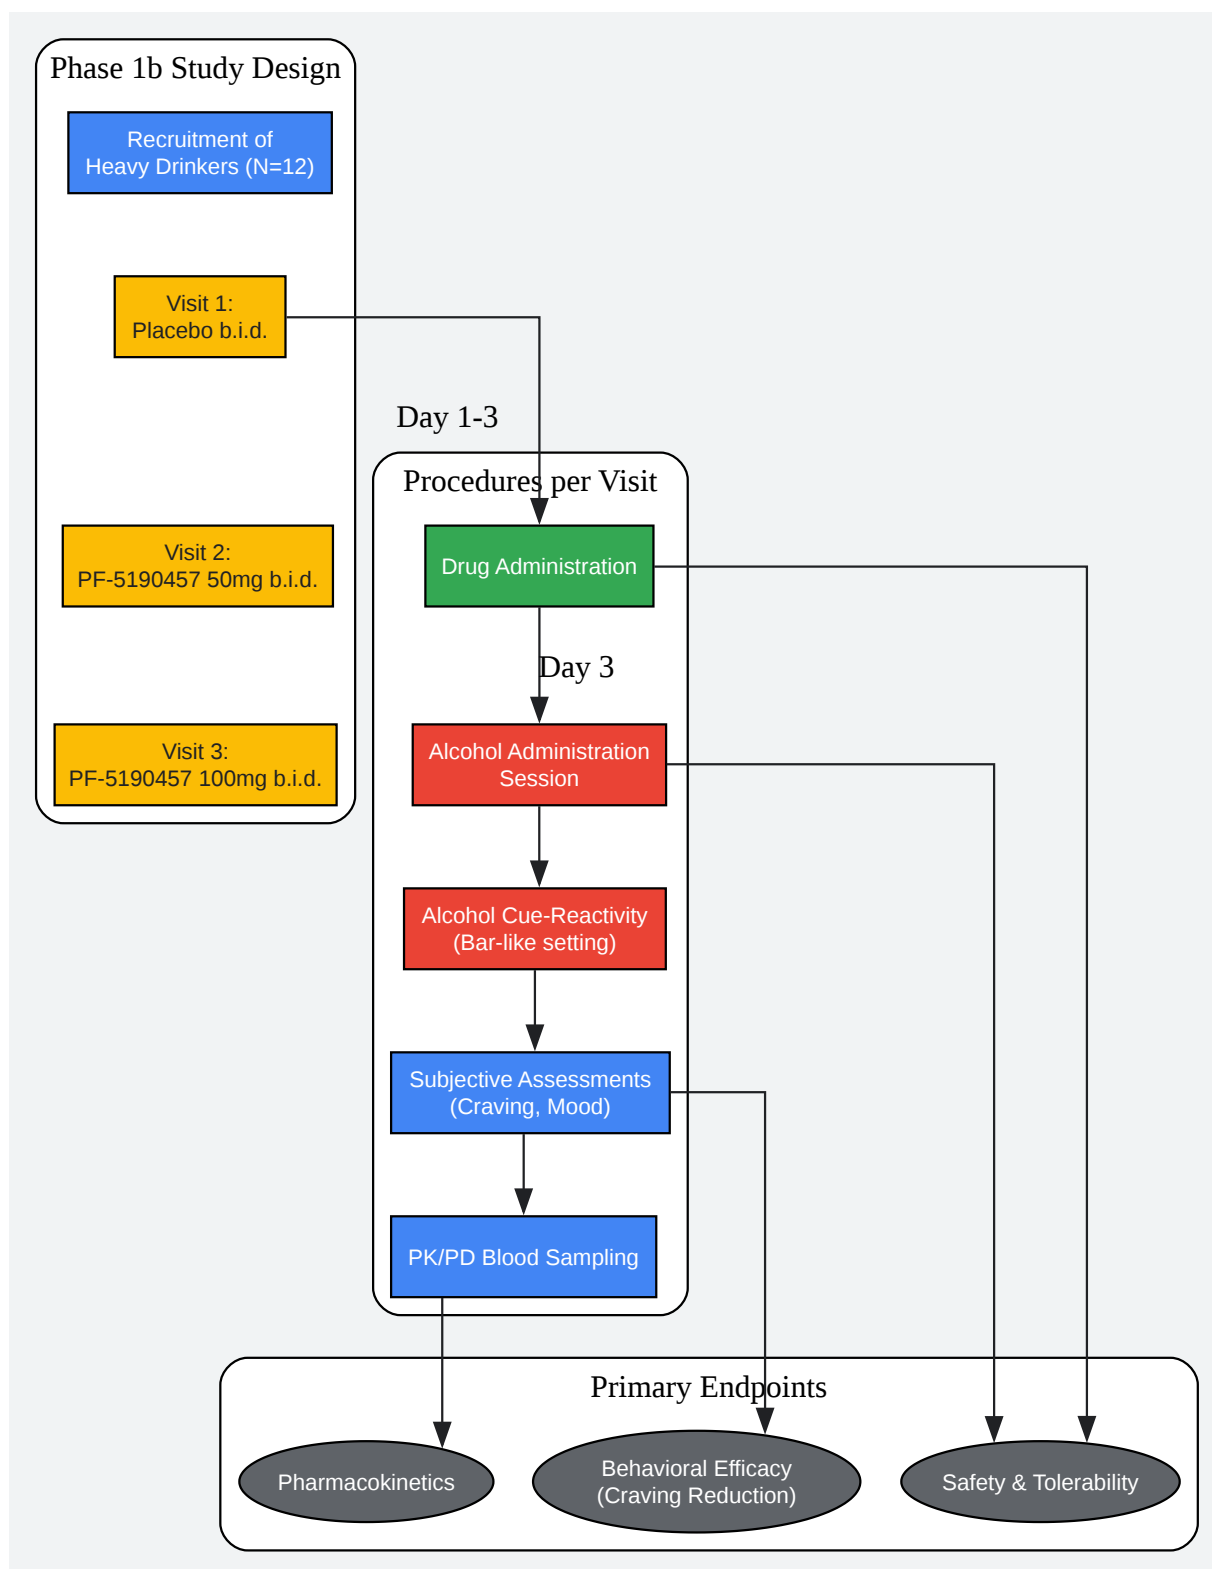 Phase 1b Study Design
Recruitment of
Heavy Drinkers (N=12)
Visit 1:
Placebo b.i.d.
Visit 2:
PF-5190457 50mg b.i.d.
Visit 3:
PF-5190457 100mg b.i.d.
Day 1-3
Procedures per Visit
Drug Administration
Day 3
Alcohol Administration
Session
Alcohol Cue-Reactivity
(Bar-like setting)
Subjective Assessments
(Craving, Mood)
PK/PD Blood Sampling
Primary Endpoints
Pharmacokinetics
Behavioral Efficacy
(Craving Reduction)
Safety & Tolerability